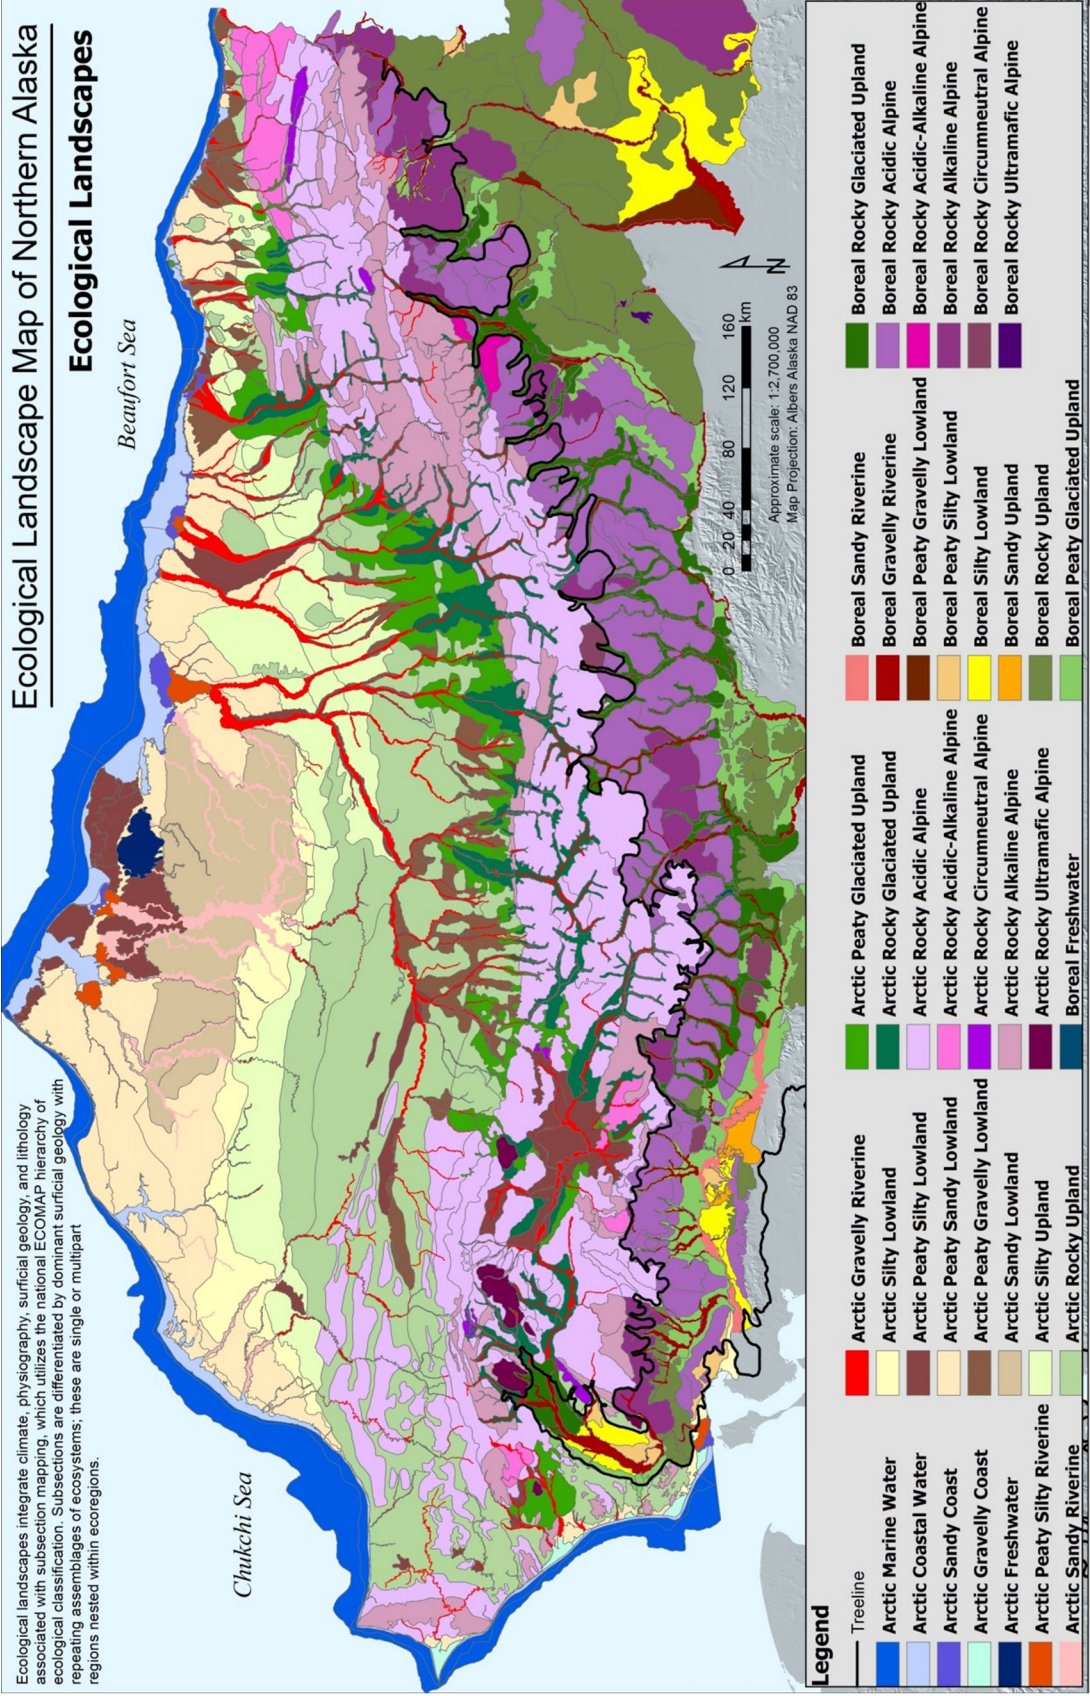 Ecological Landscape Map of Northern Alaska
Ecological Landscapes
Ecological landscapes integrate climate, physiography, surficial geology, and lithology
associated with subsection mapping, which utilizes the national ECOMAP hierarchy of
ecological classification. Subsections are differentiated by dominant surficial geology with
repeating assemblages of ecosystems; these are single or multipart
regions nested within ecoregions.
Beaufort Sea
Chukchi Sea
N
0 20 40 80 120 160
km
Approximate scale: 1:2,700,000
Map Projection: Albers Alaska NAD 83
Legend
Treeline
Arctic Marine Water
Arctic Coastal Water
Arctic Sandy Coast
Arctic Gravelly Coast
Arctic Freshwater
Arctic Peaty Silty Riverine
Arctic Sandy Riverine
Arctic Gravelly Riverine
Arctic Silty Lowland
Arctic Peaty Silty Lowland
Arctic Peaty Sandy Lowland
Arctic Peaty Gravelly Lowland
Arctic Sandy Lowland
Arctic Silty Upland
Arctic Rocky Upland
Arctic Peaty Glaciated Upland
Arctic Rocky Glaciated Upland
Arctic Rocky Acidic Alpine
Arctic Rocky Acidic-Alkaline Alpine
Arctic Rocky Circumneutral Alpine
Arctic Rocky Alkaline Alpine
Arctic Rocky Ultramafic Alpine
Boreal Freshwater
Boreal Sandy Riverine
Boreal Gravelly Riverine
Boreal Peaty Gravelly Lowland
Boreal Peaty Silty Lowland
Boreal Silty Lowland
Boreal Sandy Upland
Boreal Rocky Upland
Boreal Peaty Glaciated Upland
Boreal Rocky Glaciated Upland
Boreal Rocky Acidic Alpine
Boreal Rocky Acidic-Alkaline Alpine
Boreal Rocky Alkaline Alpine
Boreal Rocky Circumneutral Alpine
Boreal Rocky Ultramafic Alpine